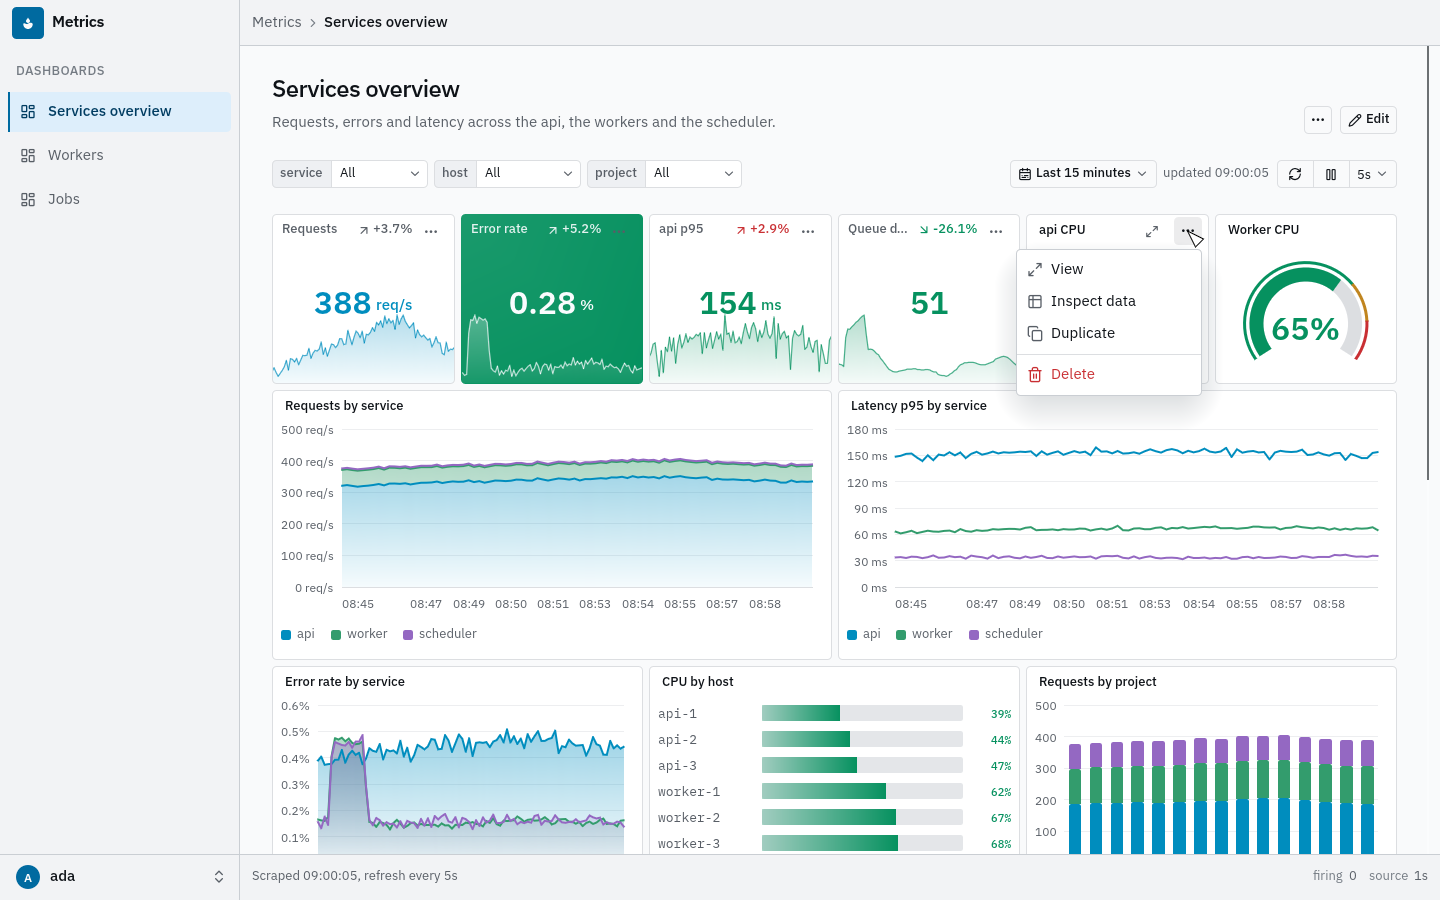 Metrics
Metrics > Services overview
DASHBOARDS
Services overview
Workers
Jobs
Services overview
Requests, errors and latency across the api, the workers and the scheduler.
Edit
service All
host All
project All
Last 15 minutes
updated 09:00:05
5s
Requests +3.7%
388 req/s
Error rate +5.2%
0.28 %
api p95 +2.9%
154 ms
Queue d... -26.1%
51
api CPU
View
Inspect data
Duplicate
Delete
Worker CPU
65%
Requests by service
500 req/s
400 req/s
300 req/s
200 req/s
100 req/s
0 req/s
08:45 08:47 08:49 08:50 08:51 08:53 08:54 08:55 08:57 08:58
api worker scheduler
Latency p95 by service
180 ms
150 ms
120 ms
90 ms
60 ms
30 ms
0 ms
08:45 08:47 08:49 08:50 08:51 08:53 08:54 08:55 08:57 08:58
api worker scheduler
Error rate by service
0.6%
0.5%
0.4%
0.3%
0.2%
0.1%
CPU by host
api-1 39%
api-2 44%
api-3 47%
worker-1 62%
worker-2 67%
worker-3 68%
Requests by project
500
400
300
200
100
A ada
Scraped 09:00:05, refresh every 5s
firing 0 source 1s